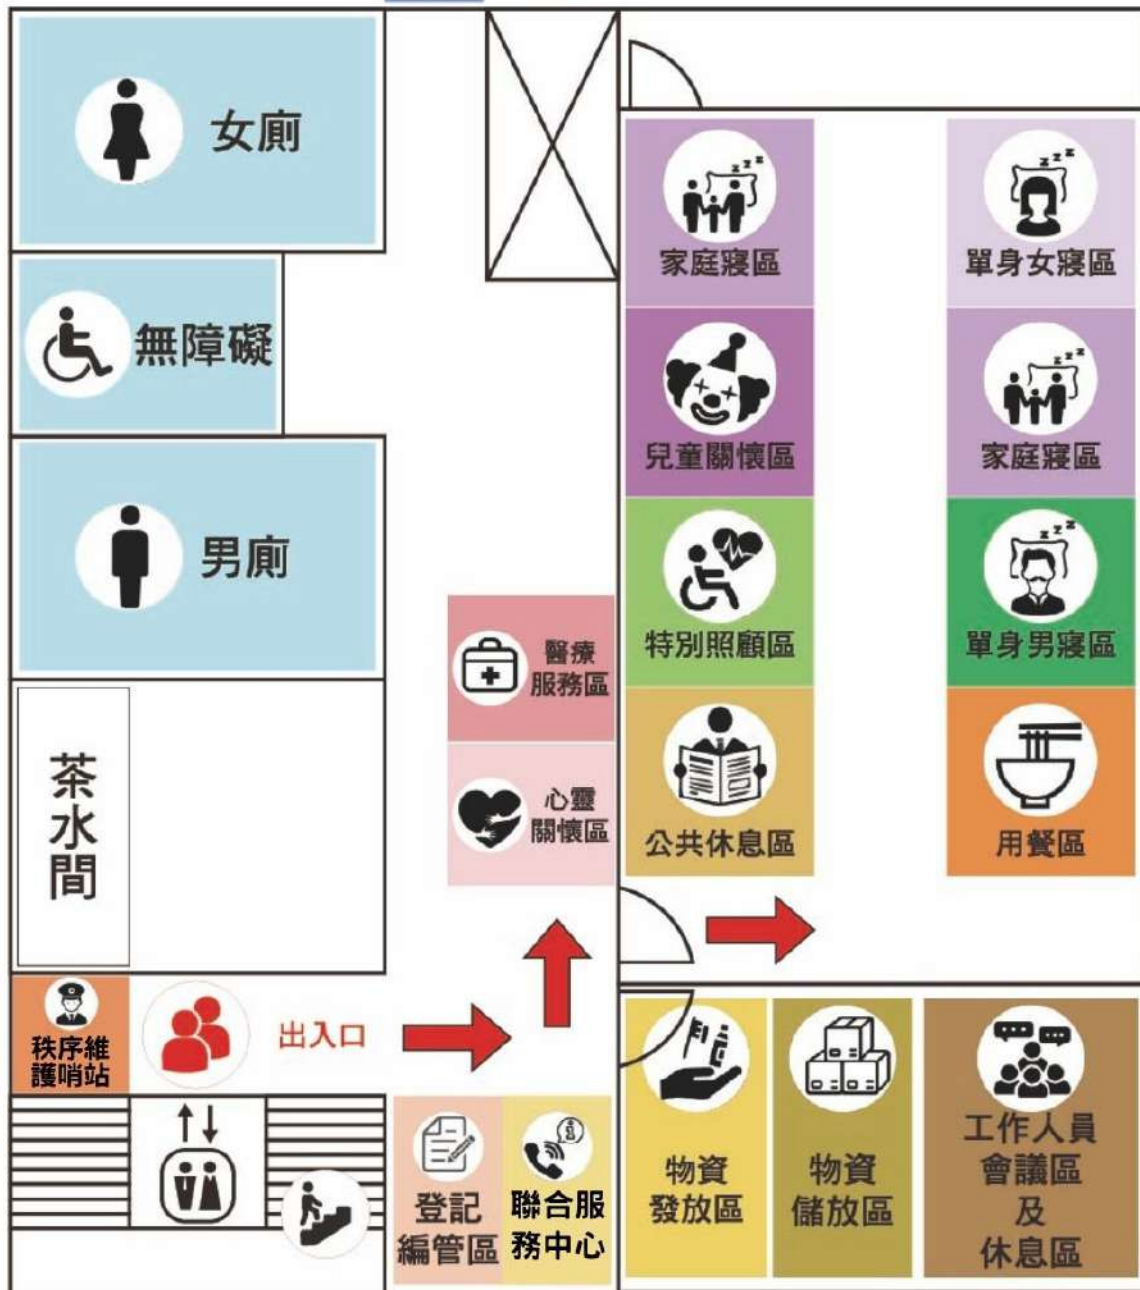 女廁
無障礙
男廁
茶水間
秩序維
護哨站
出入口
醫療
服務區
心靈
關懷區
登記
編管區
聯合服
務中心
家庭寢區
單身女寢區
兒童關懷區
家庭寢區
特別照顧區
單身男寢區
公共休息區
用餐區
物資
發放區
物資
儲放區
工作人員
會議區
及
休息區